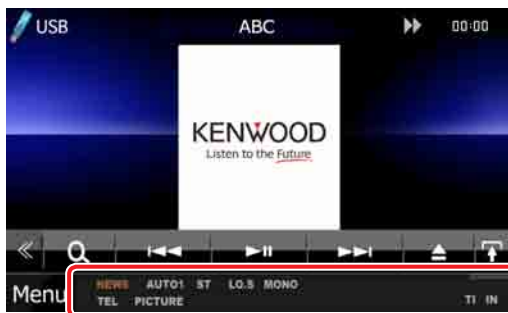 USB ABC 00:00
KENWOOD
Listen to the Future
Menu
NEWS AUTO1 ST LO.S MONO
TEL PICTURE TI IN